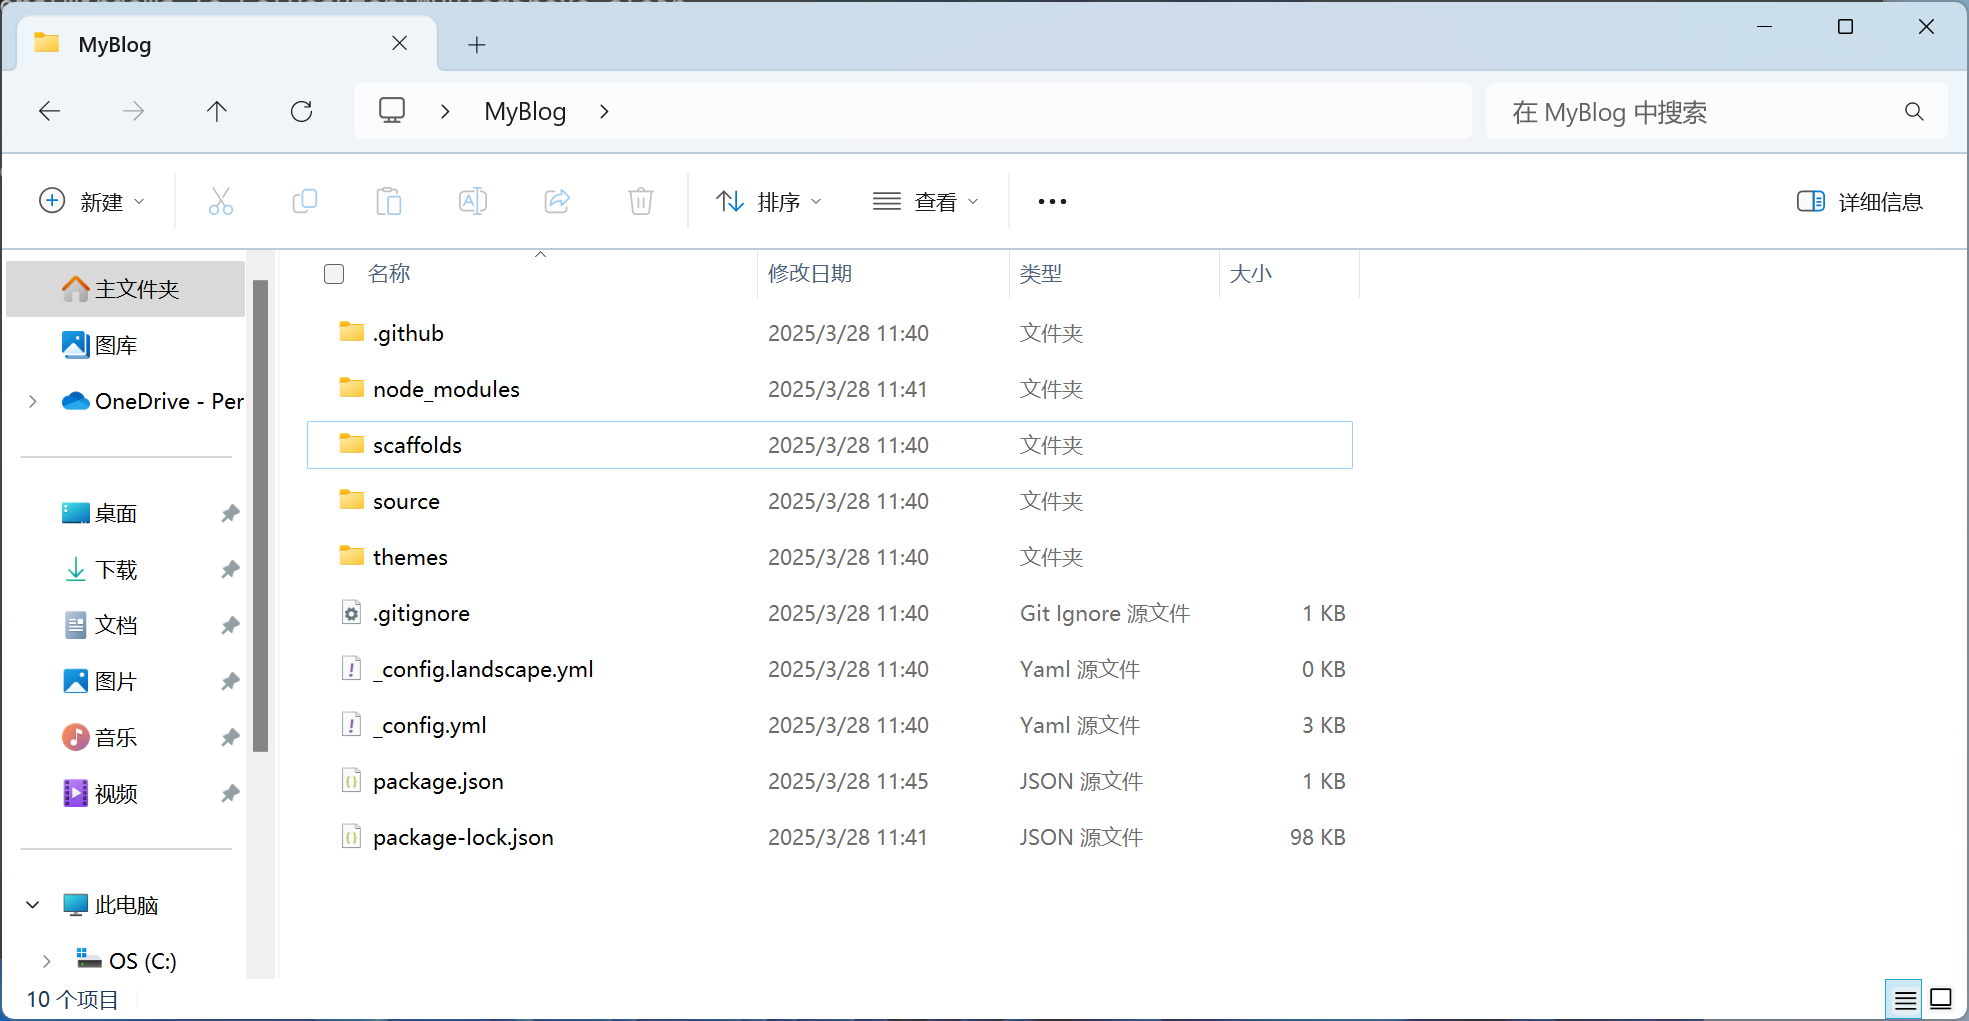 MyBlog
MyBlog
在 MyBlog 中搜索
新建
排序
查看
详细信息
主文件夹
图库
OneDrive - Per
桌面
下载
文档
图片
音乐
视频
此电脑
OS (C:)
名称 修改日期 类型 大小
.github 2025/3/28 11:40 文件夹
node_modules 2025/3/28 11:41 文件夹
scaffolds 2025/3/28 11:40 文件夹
source 2025/3/28 11:40 文件夹
themes 2025/3/28 11:40 文件夹
.gitignore 2025/3/28 11:40 Git Ignore 源文件 1 KB
_config.landscape.yml 2025/3/28 11:40 Yaml 源文件 0 KB
_config.yml 2025/3/28 11:40 Yaml 源文件 3 KB
package.json 2025/3/28 11:45 JSON 源文件 1 KB
package-lock.json 2025/3/28 11:41 JSON 源文件 98 KB
10 个项目